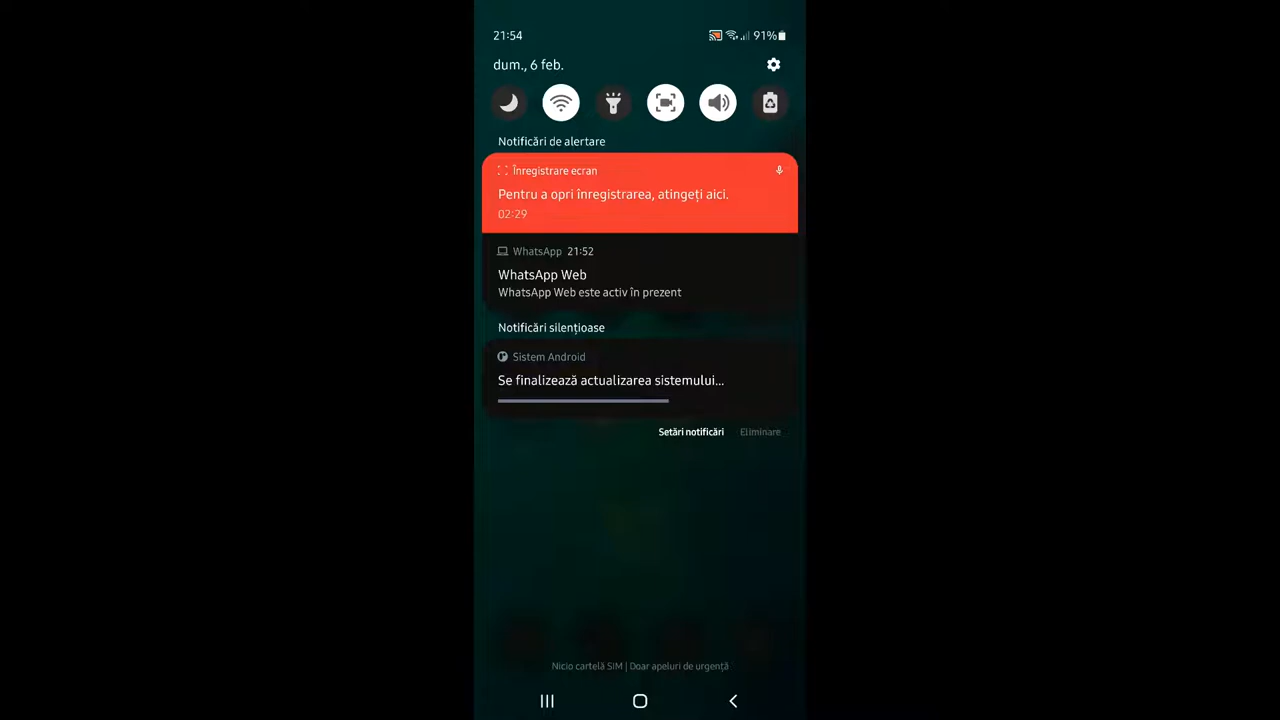 21:54
91%
dum., 6 feb.
Notificări de alertare
Înregistrare ecran
Pentru a opri înregistrarea, atingeți aici.
02:29
WhatsApp 21:52
WhatsApp Web
WhatsApp Web este activ în prezent
Notificări silențioase
Sistem Android
Se finalizează actualizarea sistemului...
Setări notificări Eliminare
Nicio cartelă SIM | Doar apeluri de urgență